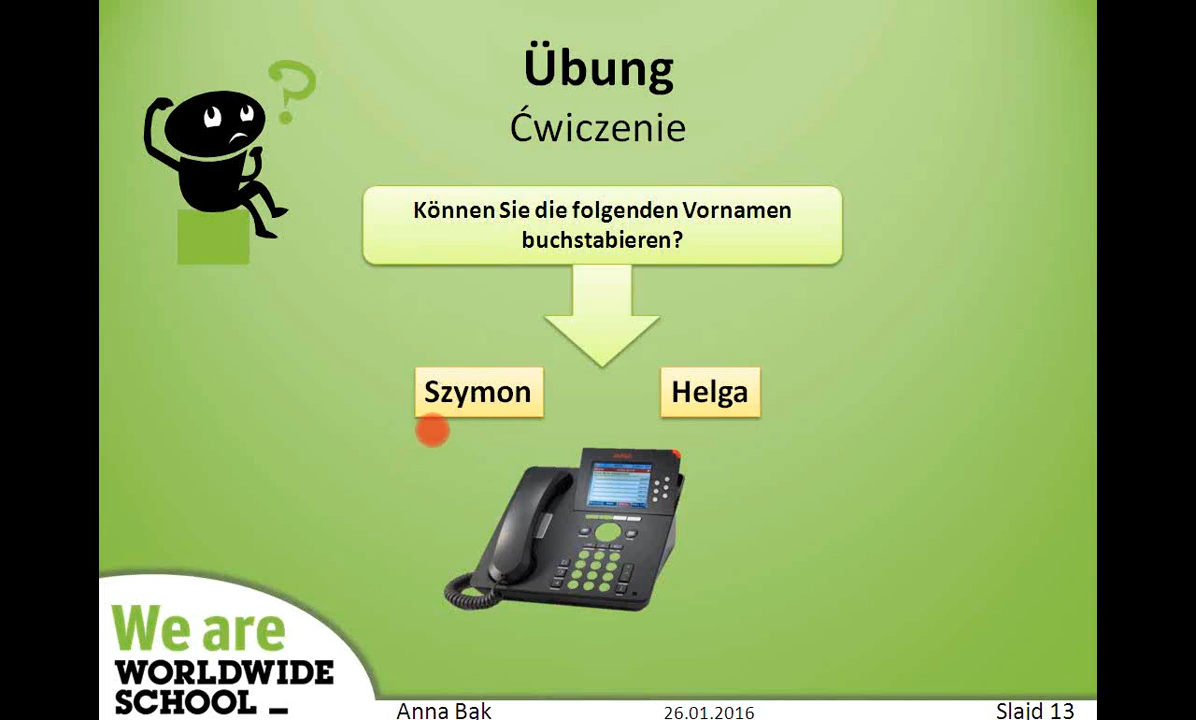 Übung
Ćwiczenie
?
Können Sie die folgenden Vornamen
buchstabieren?
Szymon
Helga
We are
WORLDWIDE
SCHOOL _
Anna Bąk
26.01.2016
Slajd 13